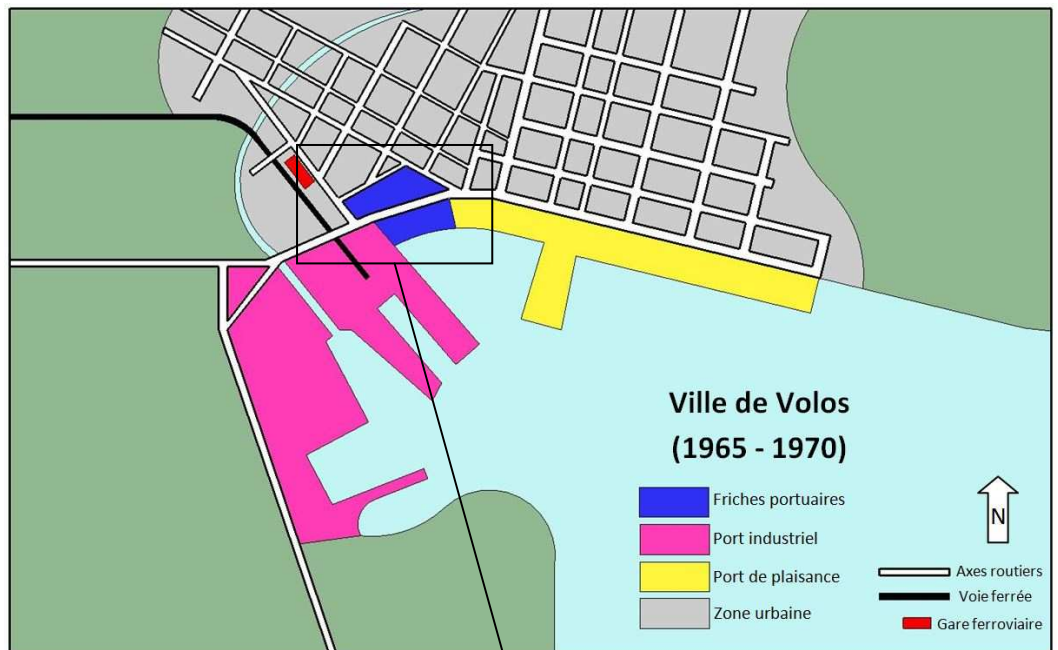 Ville de Volos
(1965 - 1970)
Friches portuaires
Port industriel
Port de plaisance
Zone urbaine
N
Axes routiers
Voie ferrée
Gare ferroviaire